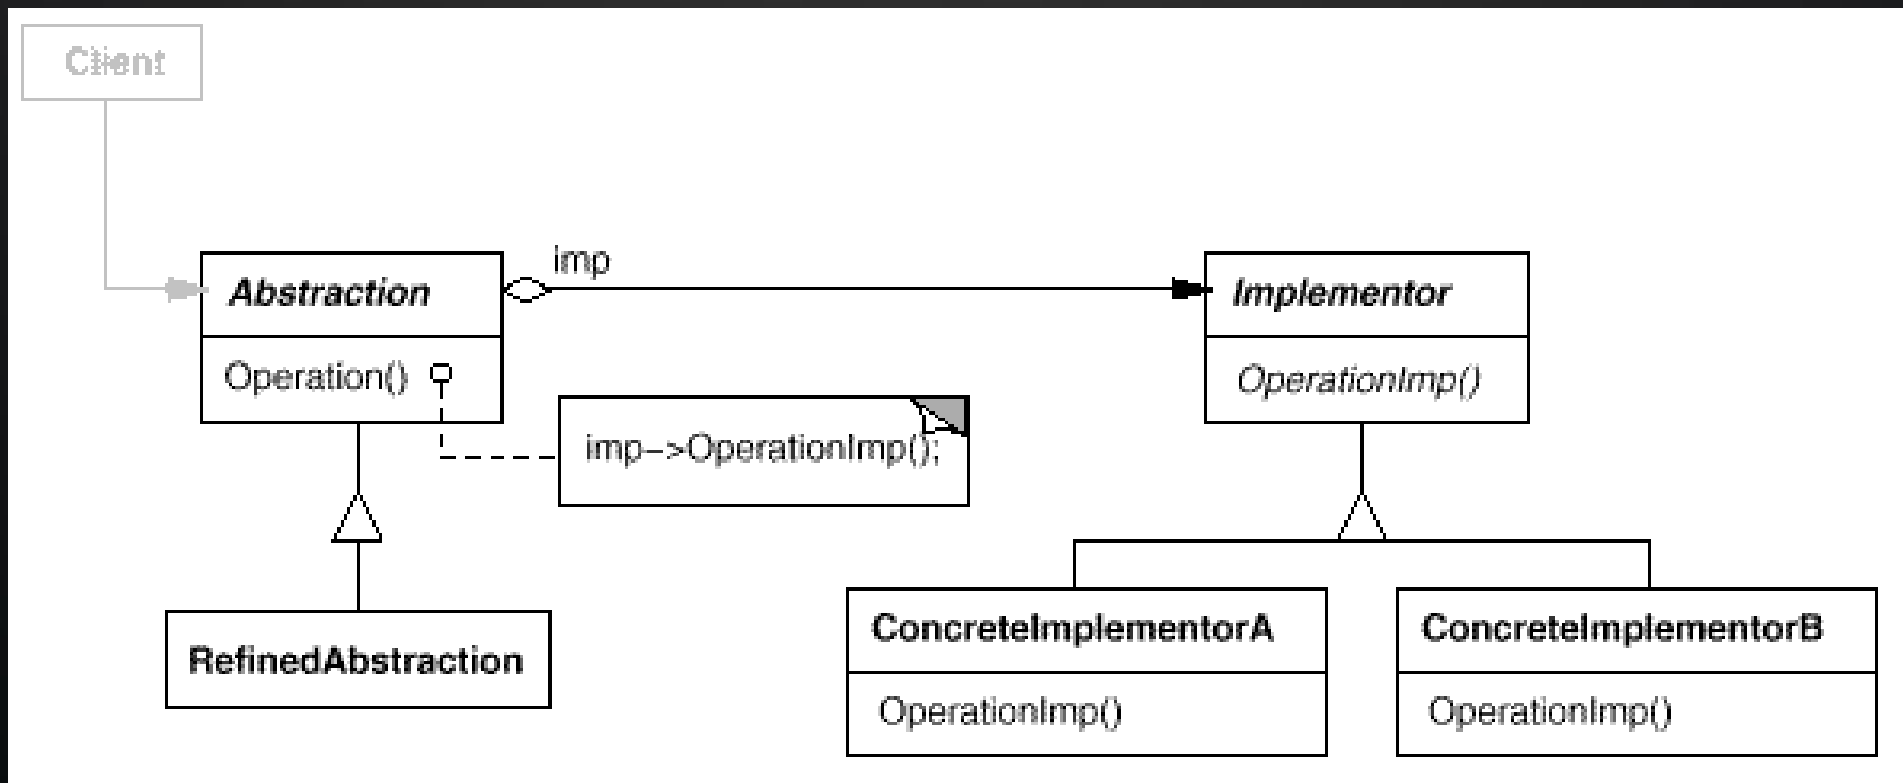 Client
imp
Abstraction
Implementor
Operation()
OperationImp()
imp->OperationImp();
RefinedAbstraction
ConcreteImplementorA
ConcreteImplementorB
OperationImp()
OperationImp()